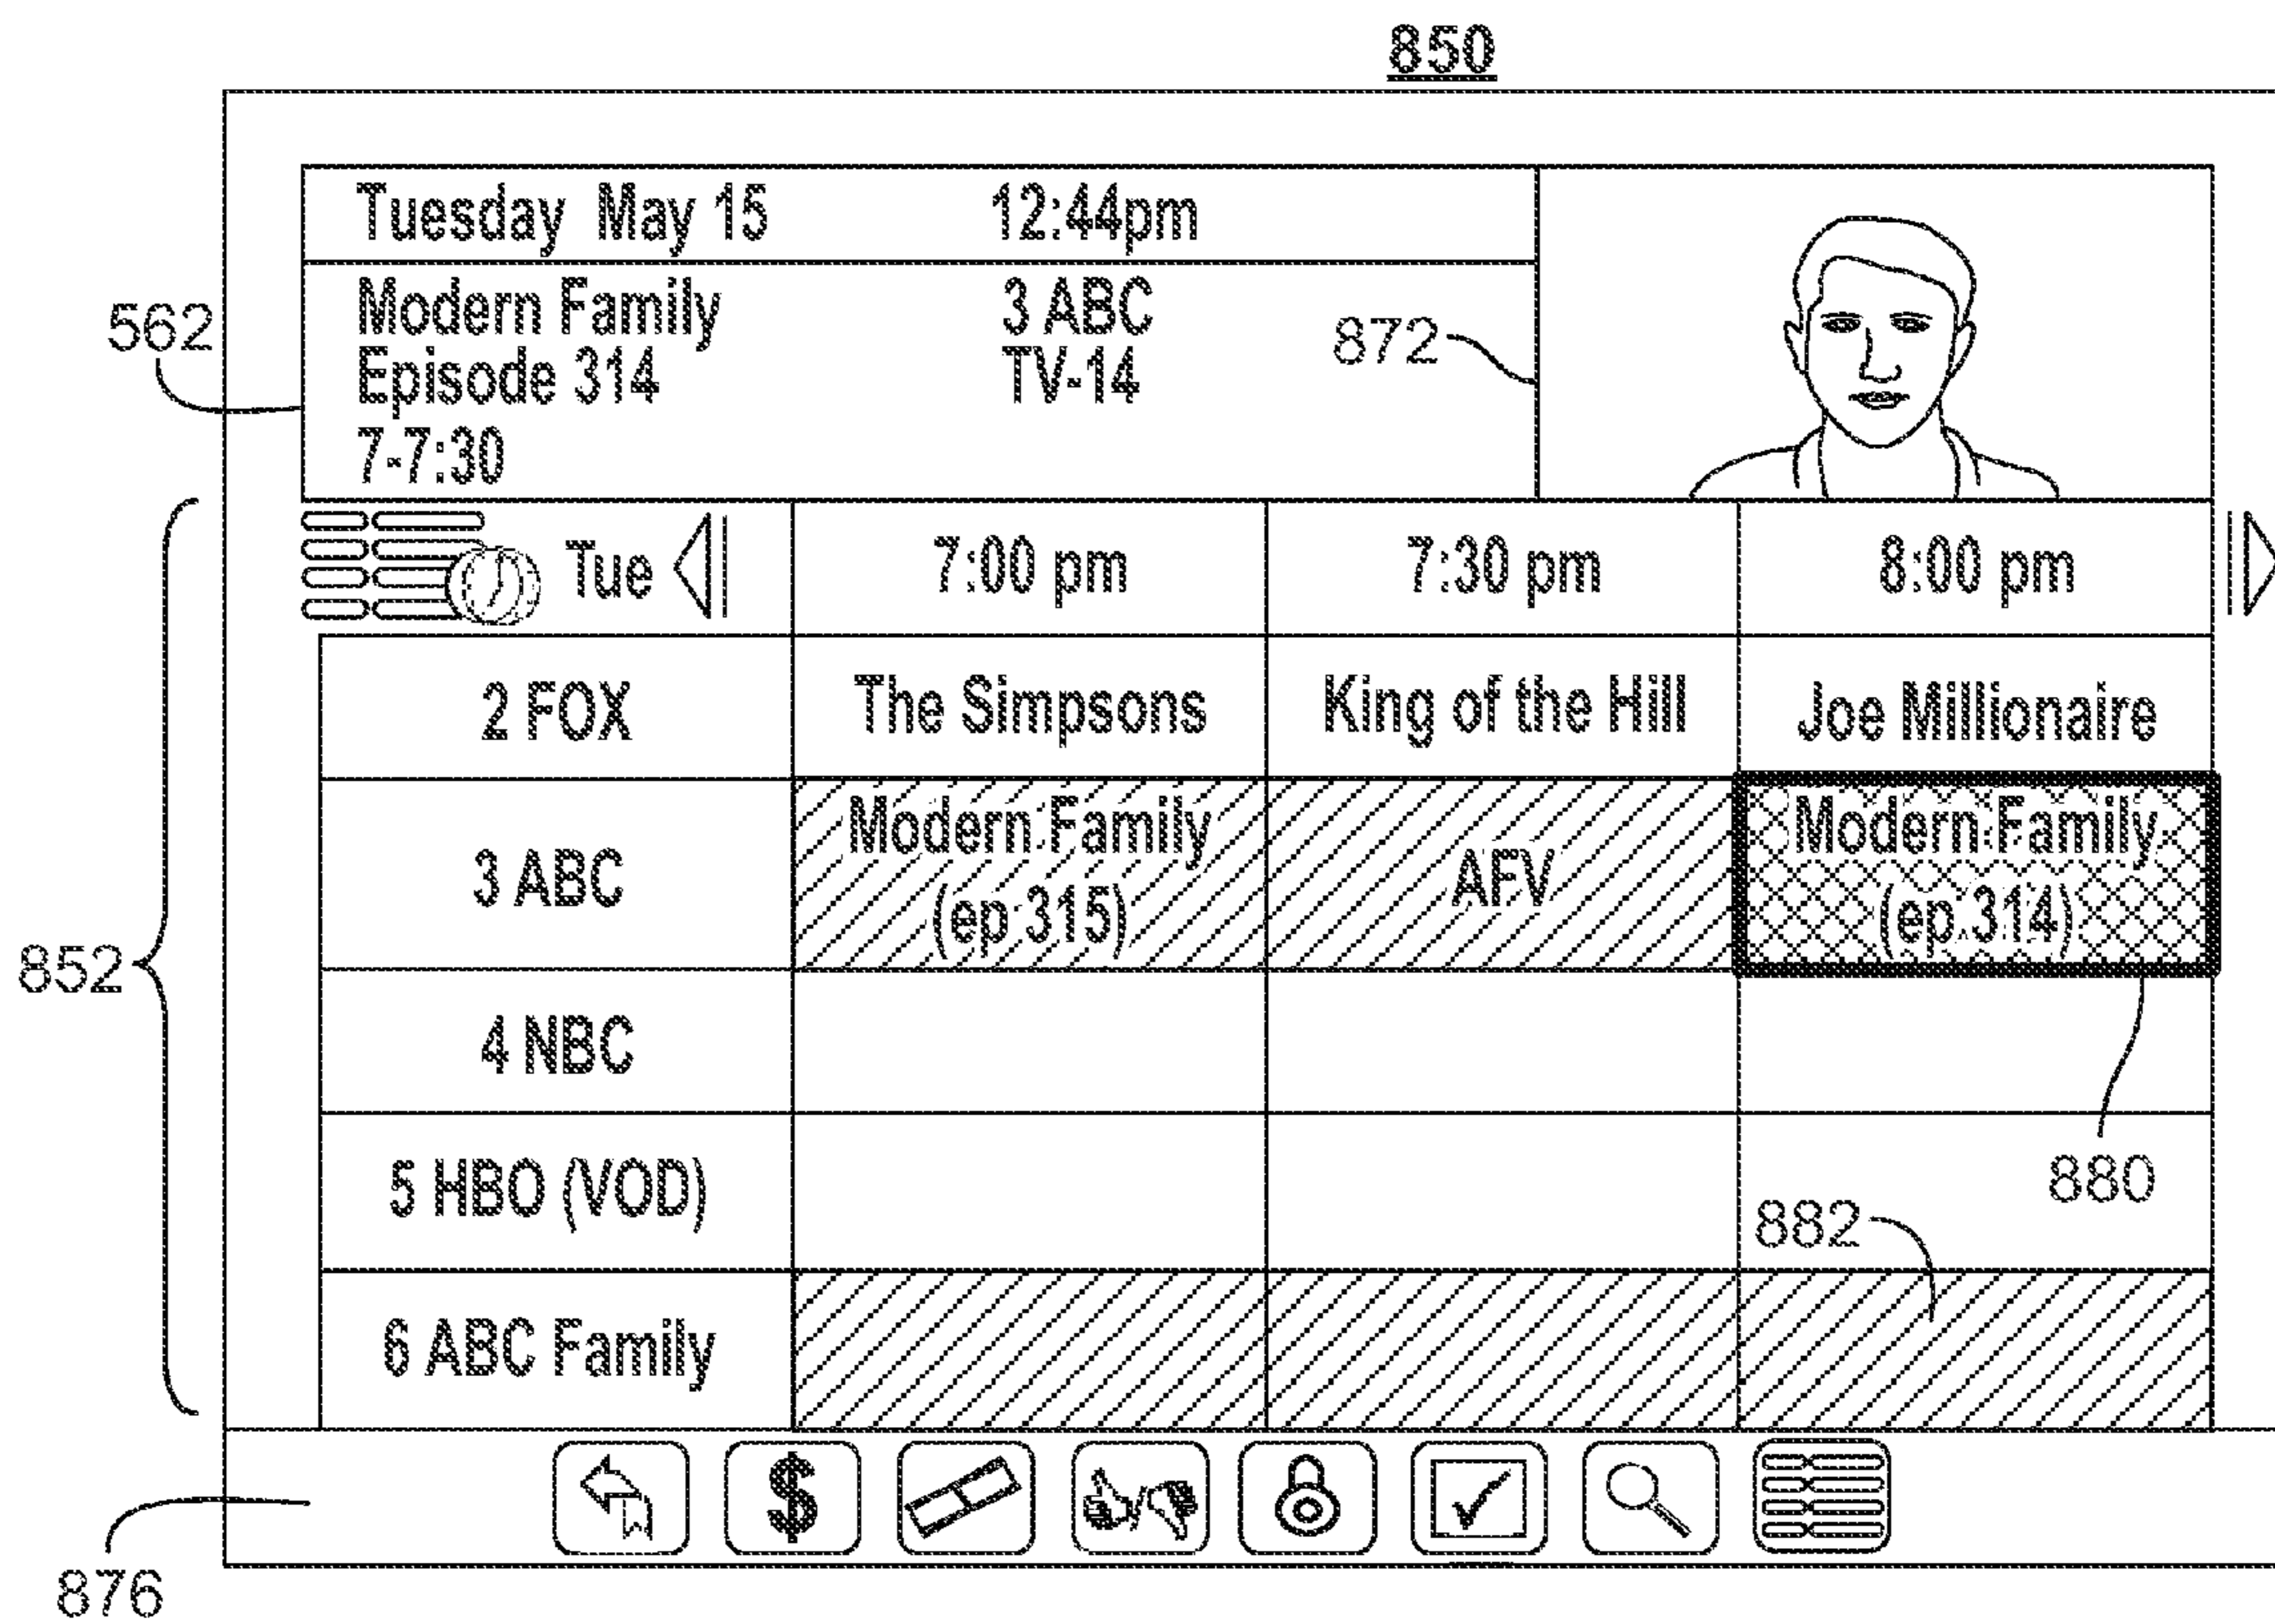 850
Tuesday May 15 12:44pm
Modern Family 3 ABC
Episode 314 TV-14
7-7:30
562
872
Tue 7:00 pm 7:30 pm 8:00 pm
2 FOX The Simpsons King of the Hill Joe Millionaire
3 ABC Modern Family (ep 315) AFV Modern Family (ep 314)
852
4 NBC
880
5 HBO (VOD)
882
6 ABC Family
$
876